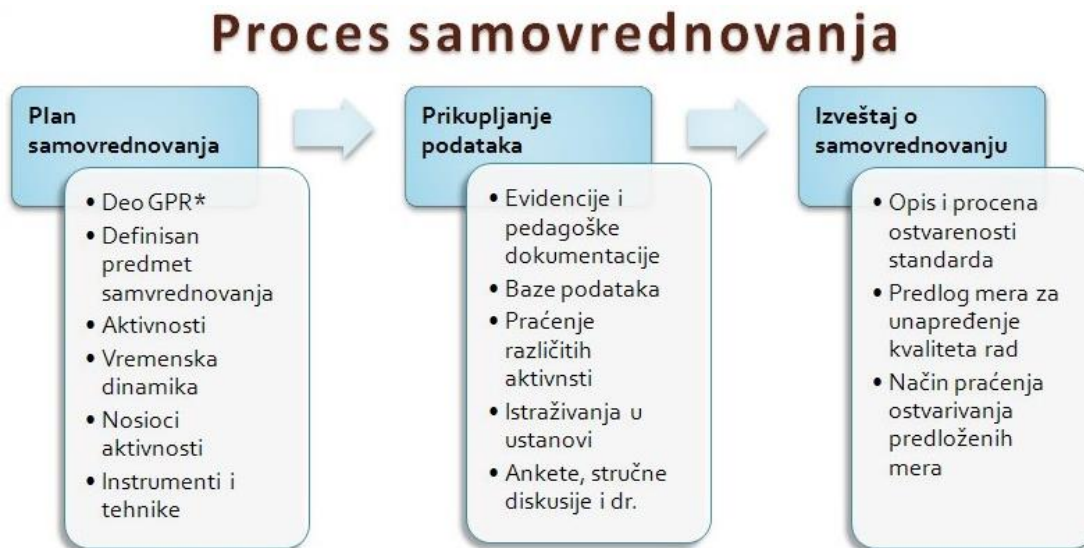 Proces samovrednovanja
Plan
samovrednovanja
• Deo GPR*
• Definisan
predmet
samvrednovanja
• Aktivnosti
• Vremenska
dinamika
• Nosioci
aktivnosti
• Instrumenti i
tehnike
Prikupljanje
podataka
• Evidencije i
pedagoške
dokumentacije
• Baze podataka
• Praćenje
različitih
aktivnsti
• Istraživanja u
ustanovi
• Ankete, stručne
diskusije i dr.
Izveštaj o
samovrednovanju
• Opis i procena
ostvarenosti
standarda
• Predlog mera za
unapređenje
kvaliteta rad
• Način praćenja
ostvarivanja
predloženih
mera